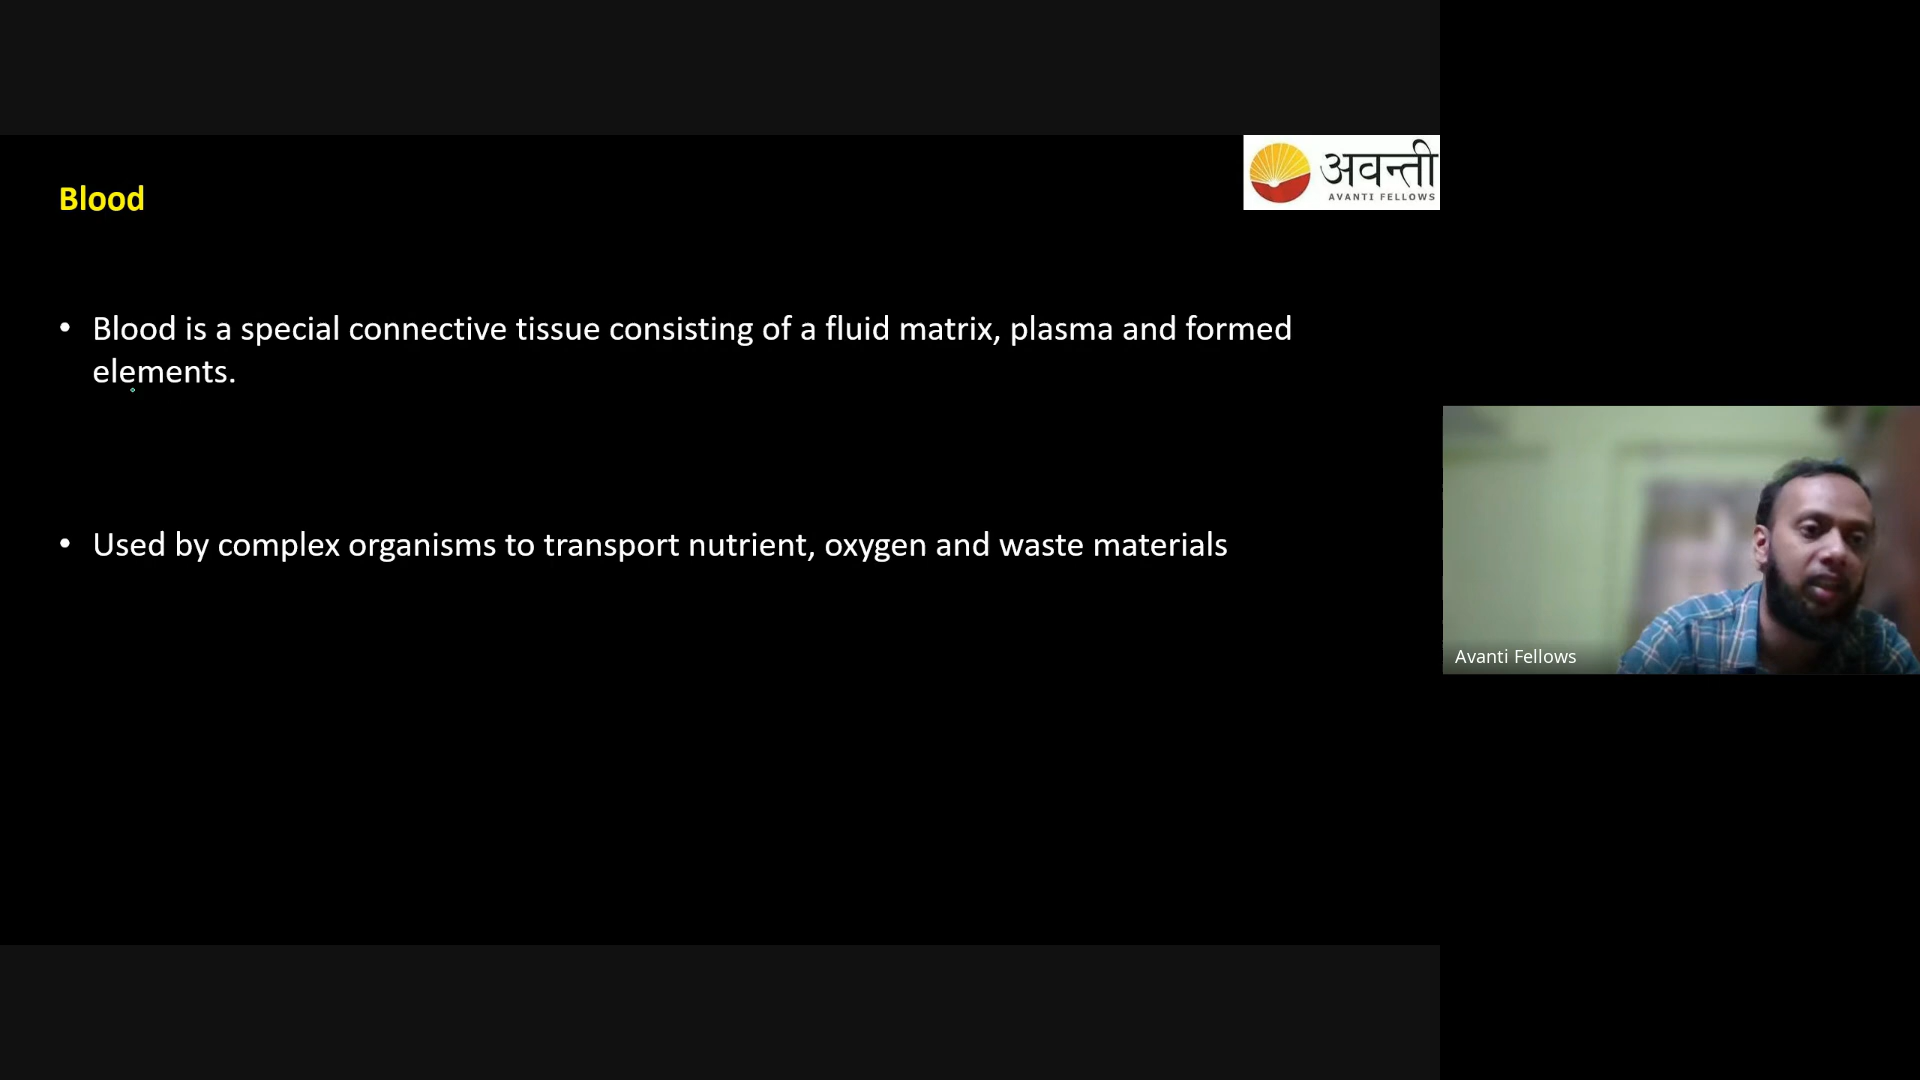 अवन्ती
AVANTI FELLOWS
Blood
• Blood is a special connective tissue consisting of a fluid matrix, plasma and formed
elements.
• Used by complex organisms to transport nutrient, oxygen and waste materials
Avanti Fellows